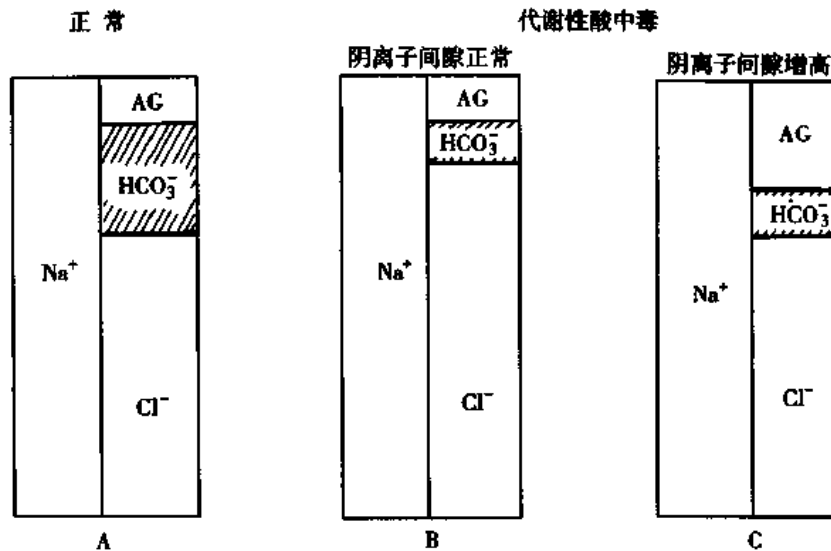 正常
代谢性酸中毒
阴离子间隙正常
阴离子间隙增高
AG
HCO₃⁻
Na⁺
Cl⁻
A
AG
HCO₃⁻
Na⁺
Cl⁻
B
AG
HCO₃⁻
Na⁺
Cl⁻
C